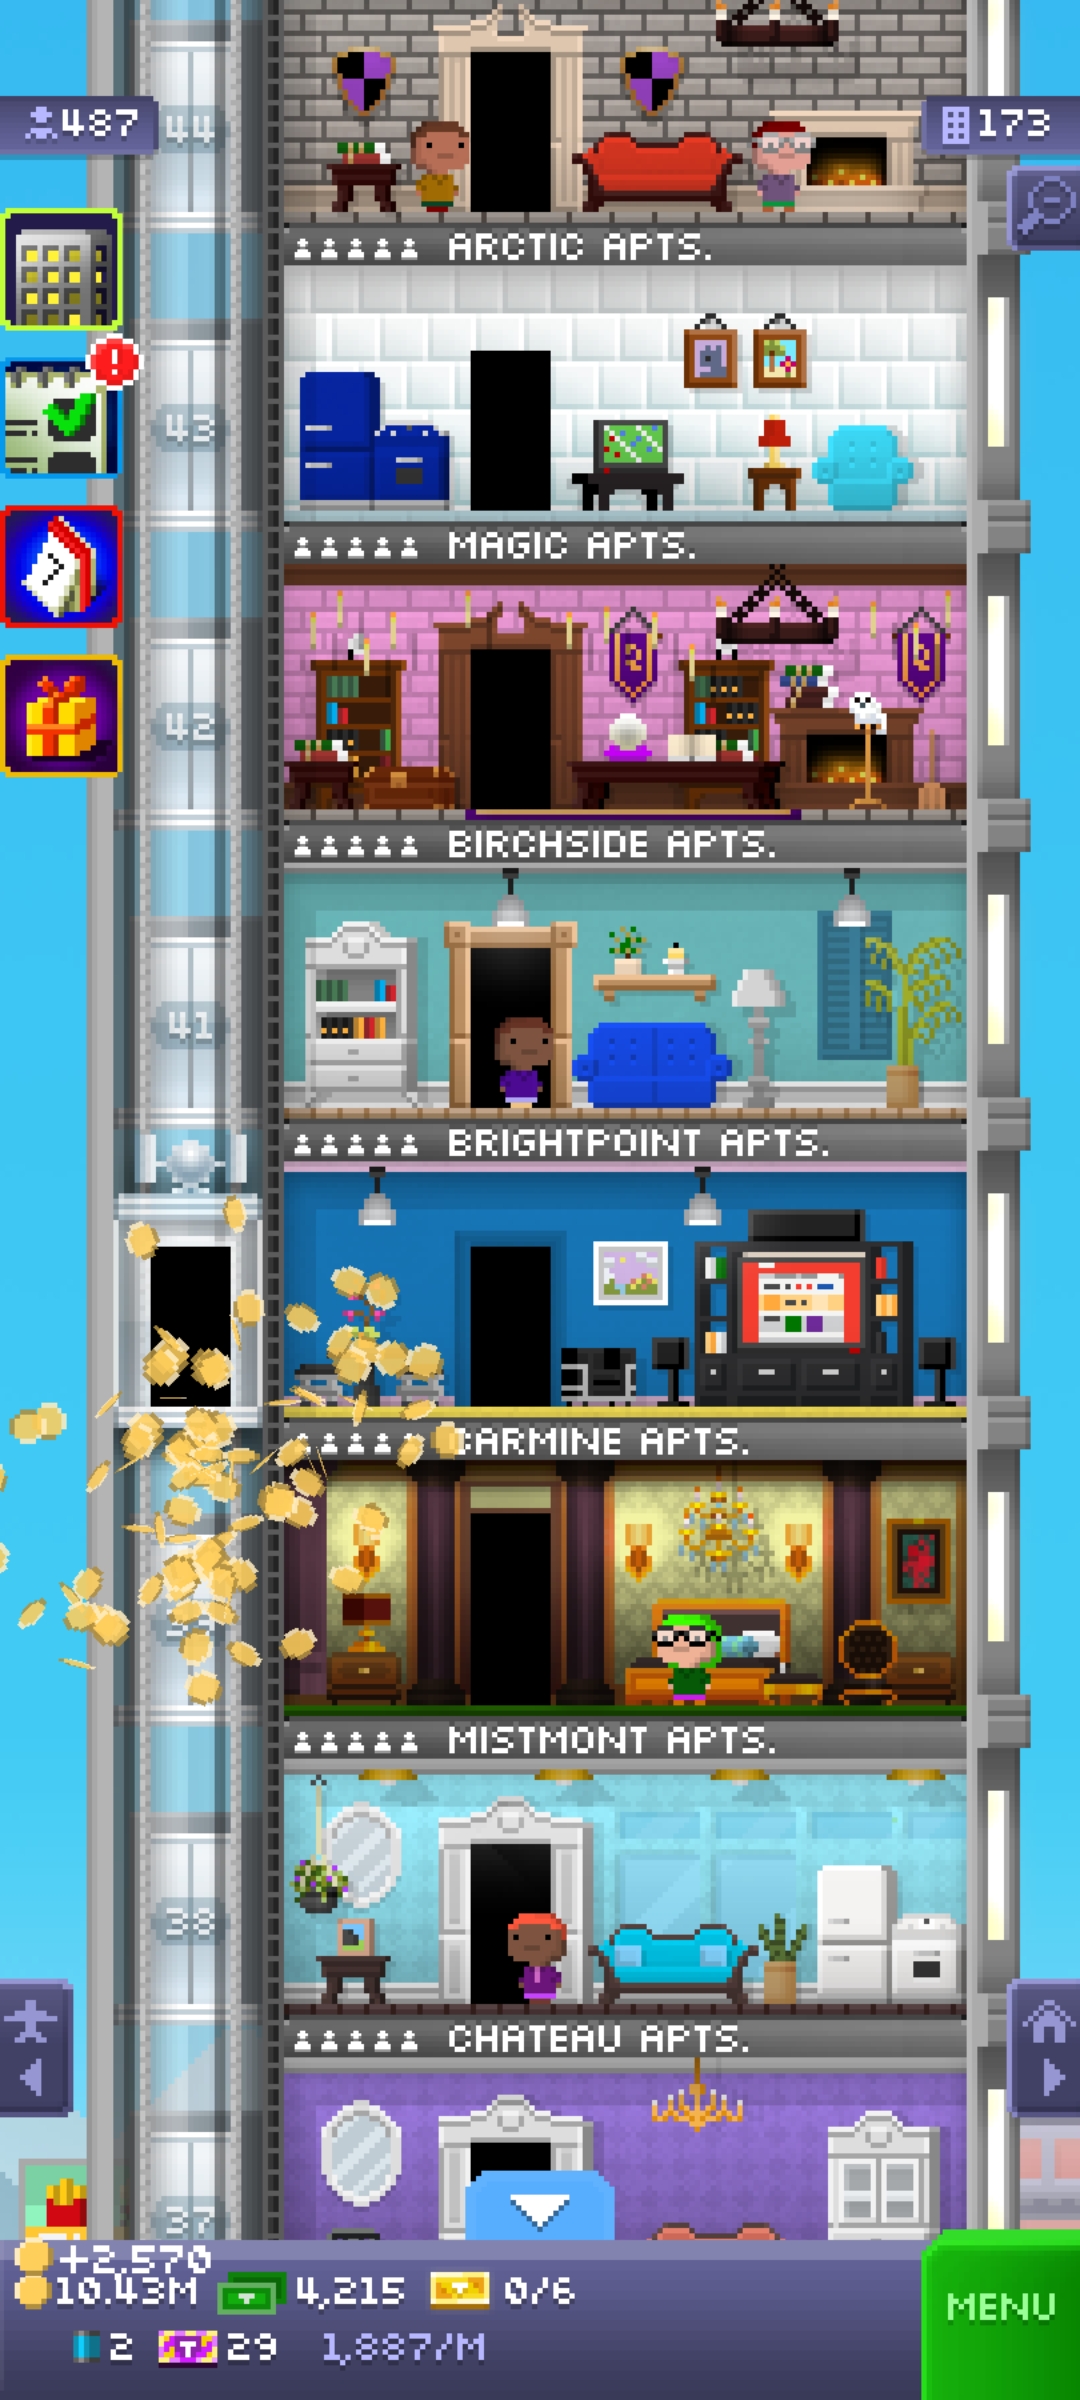 487
44
173
ARCTIC APTS.
43
MAGIC APTS.
42
BIRCHSIDE APTS.
41
BRIGHTPOINT APTS.
CARMINE APTS.
MISTMONT APTS.
38
CHATEAU APTS.
37
+2,570
10.43M 4,215 0/6
MENU
2 29 1,887/M